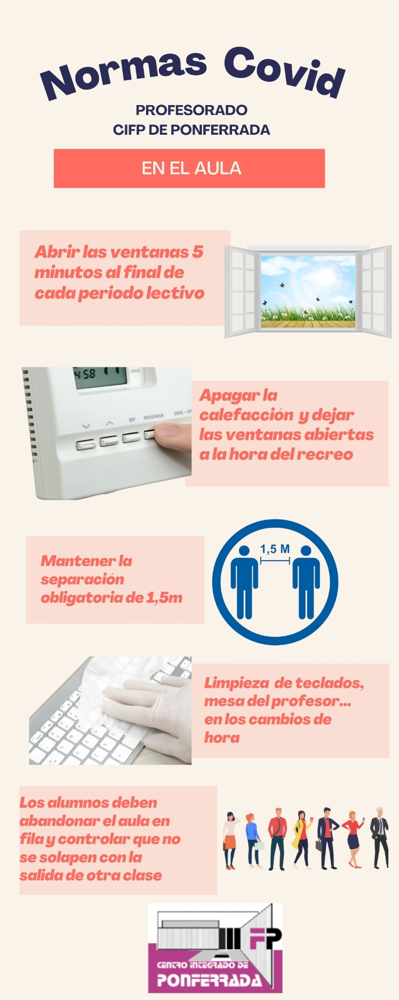 Normas Covid
PROFESORADO
CIFP DE PONFERRADA
EN EL AULA
Abrir las ventanas 5
minutos al final de
cada periodo lectivo
4 58
MAN
SET
PROG/MAN
Apagar la
calefacción y dejar
las ventanas abiertas
a la hora del recreo
1,5 M
Mantener la
separación
obligatoria de 1,5m
Limpieza de teclados,
mesa del profesor...
en los cambios de
hora
Los alumnos deben
abandonar el aula en
fila y controlar que no
se solapen con la
salida de otra clase
FP
CENTRO INTEGRADO DE
PONFERRADA